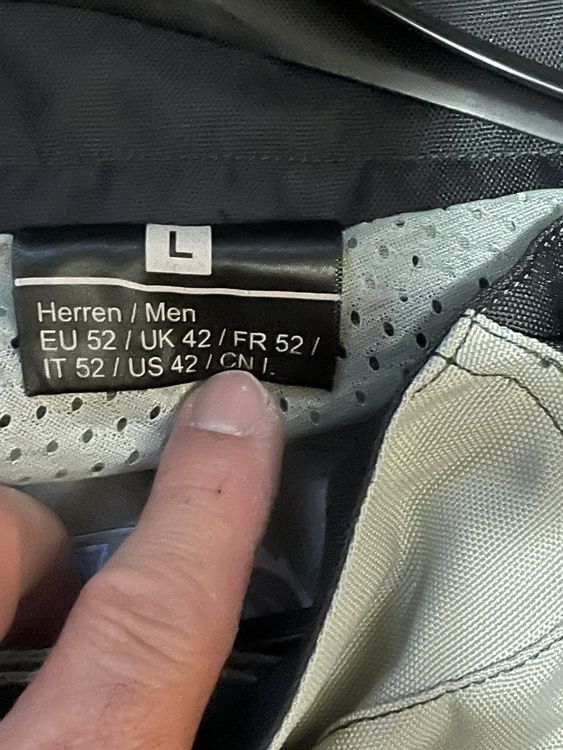 L
Herren / Men
EU 52 / UK 42 / FR 52 /
IT 52 / US 42 / CN L